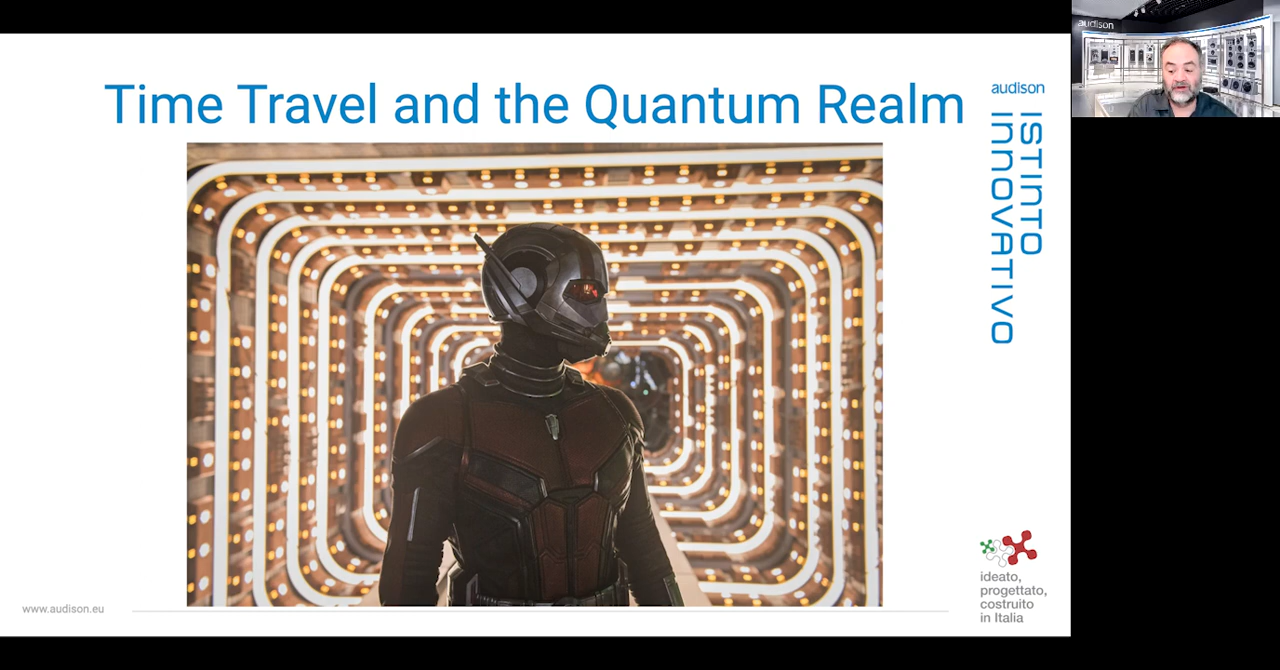 Time Travel and the Quantum Realm
audison
ISTINTO
INNOVATIVO
ideato,
progettato,
costruito
in Italia
www.audison.eu
audison